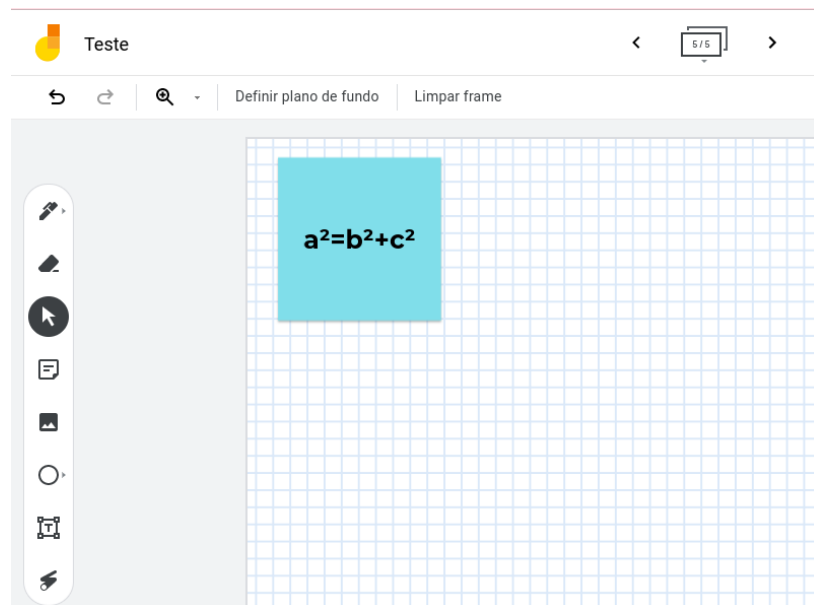 Teste
5 / 5
Definir plano de fundo
Limpar frame
a²=b²+c²
T